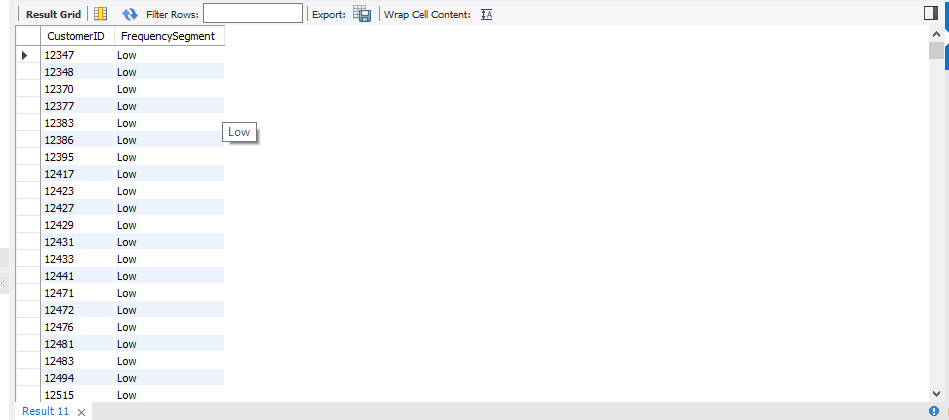 Result Grid Filter Rows: Export: Wrap Cell Content:
CustomerID FrequencySegment
12347 Low
12348 Low
12370 Low
12377 Low
12383 Low
Low
12386 Low
12395 Low
12417 Low
12423 Low
12427 Low
12429 Low
12431 Low
12433 Low
12441 Low
12471 Low
12472 Low
12476 Low
12481 Low
12483 Low
12494 Low
12515 Low
Result 11